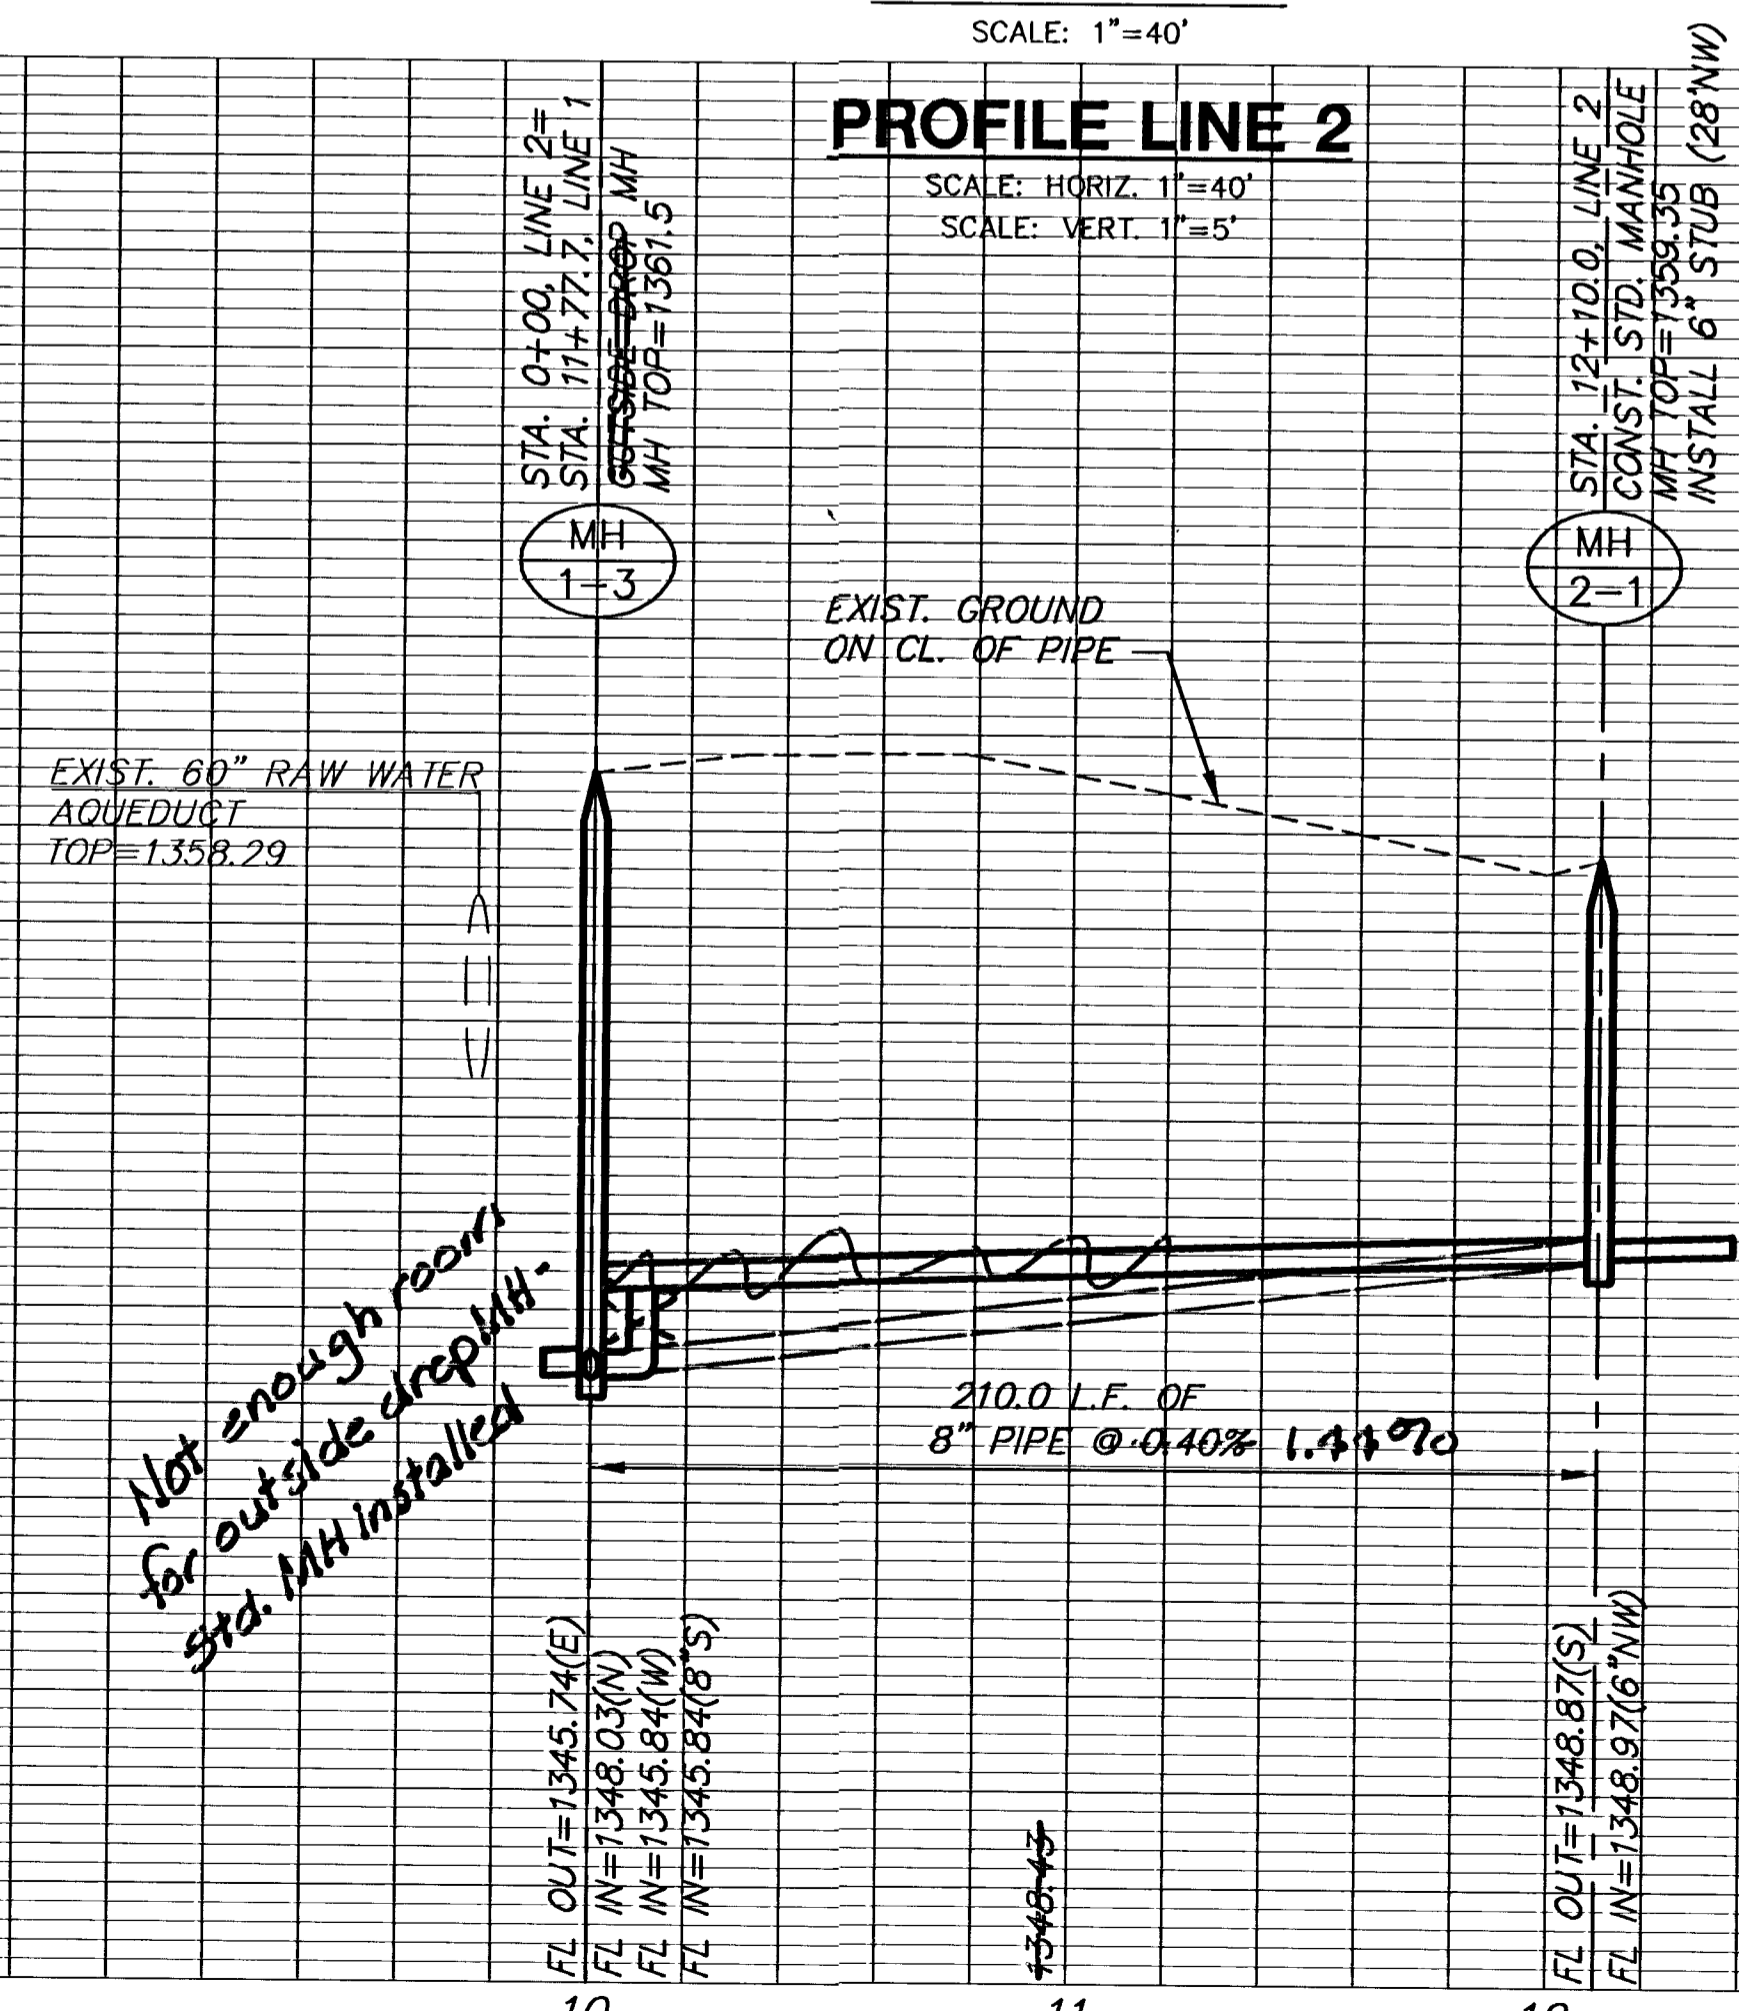 SCALE: 1"=40'
PROFILE LINE 2
SCALE: HORIZ. 1"=40'
SCALE: VERT. 1"=5'
STA. 0+00, LINE 2=
STA. 11+77.7, LINE 1
OUTSIDE DROP MH
MH TOP=1361.5
MH
1-3
STA. 12+10.0, LINE 2
CONST. STD. MANHOLE
MH TOP=1359.35
INSTALL 6" STUB (28'NW)
MH
2-1
EXIST. GROUND
ON CL. OF PIPE
EXIST. 60" RAW WATER
AQUEDUCT
TOP=1358.29
Not enough room
for outside drop MH-
std. MH installed
210.0 L.F. OF
8" PIPE @ 0.40%
FL OUT=1345.74(E)
FL IN=1348.03(N)
FL IN=1345.84(W)
FL IN=1345.84(8"S)
1348.43
FL OUT=1348.87(S)
FL IN=1348.97(6"NW)
10
11